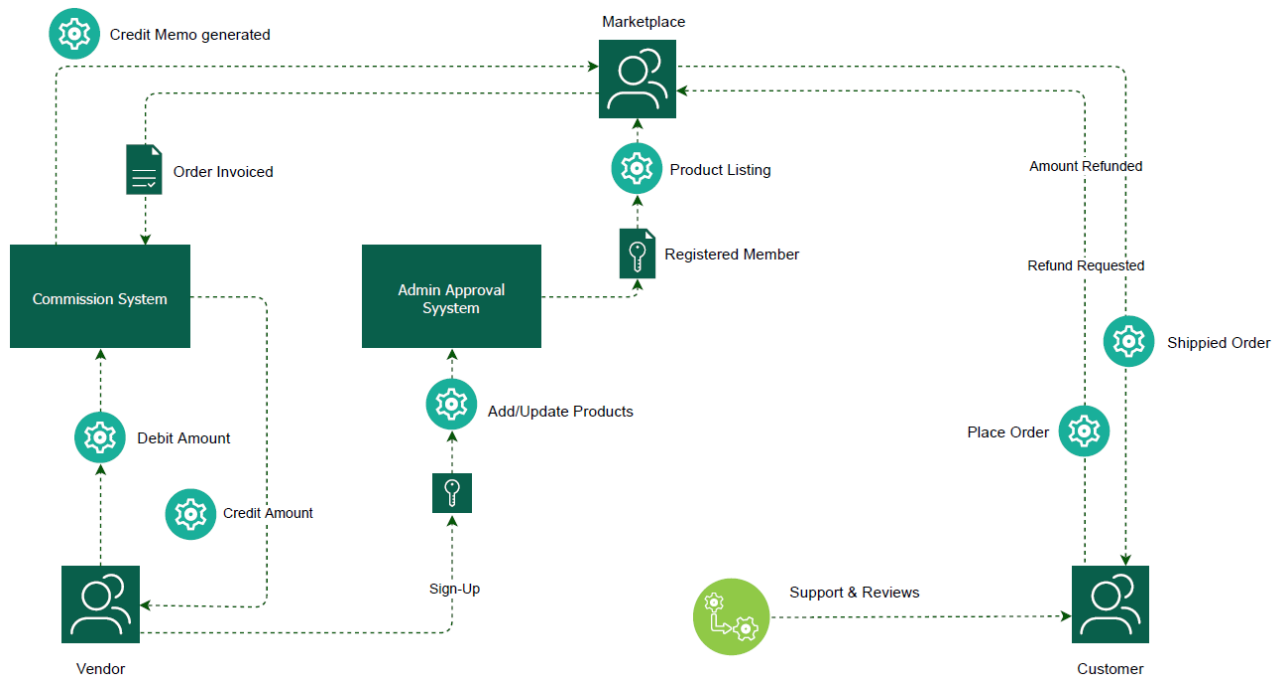 Marketplace
Credit Memo generated
Order Invoiced
Product Listing
Amount Refunded
Registered Member
Refund Requested
Commission System
Admin Approval
Syystem
Shippied Order
Add/Update Products
Place Order
Debit Amount
Credit Amount
Sign-Up
Support & Reviews
Vendor
Customer